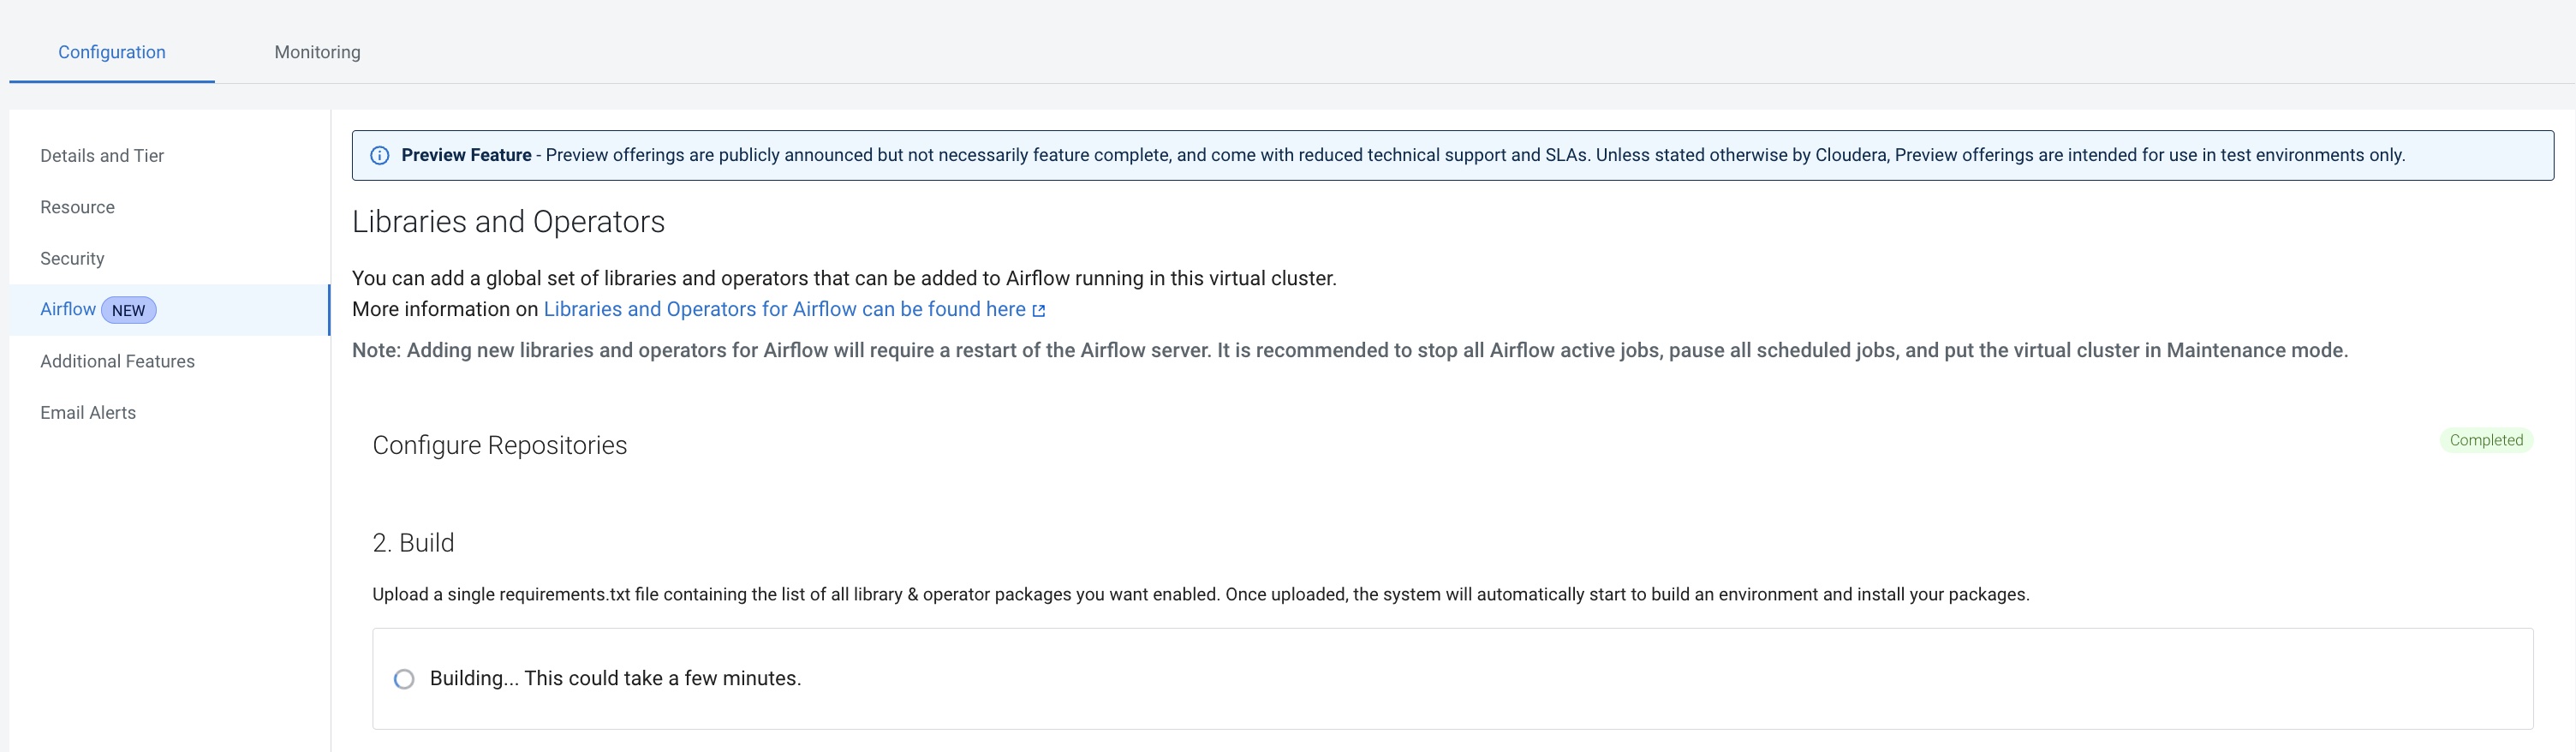 Configuration
Monitoring
Details and Tier
Resource
Security
Airflow NEW
Additional Features
Email Alerts
Preview Feature - Preview offerings are publicly announced but not necessarily feature complete, and come with reduced technical support and SLAs. Unless stated otherwise by Cloudera, Preview offerings are intended for use in test environments only.
Libraries and Operators
You can add a global set of libraries and operators that can be added to Airflow running in this virtual cluster.
More information on Libraries and Operators for Airflow can be found here
Note: Adding new libraries and operators for Airflow will require a restart of the Airflow server. It is recommended to stop all Airflow active jobs, pause all scheduled jobs, and put the virtual cluster in Maintenance mode.
Configure Repositories
Completed
2. Build
Upload a single requirements.txt file containing the list of all library & operator packages you want enabled. Once uploaded, the system will automatically start to build an environment and install your packages.
Building... This could take a few minutes.